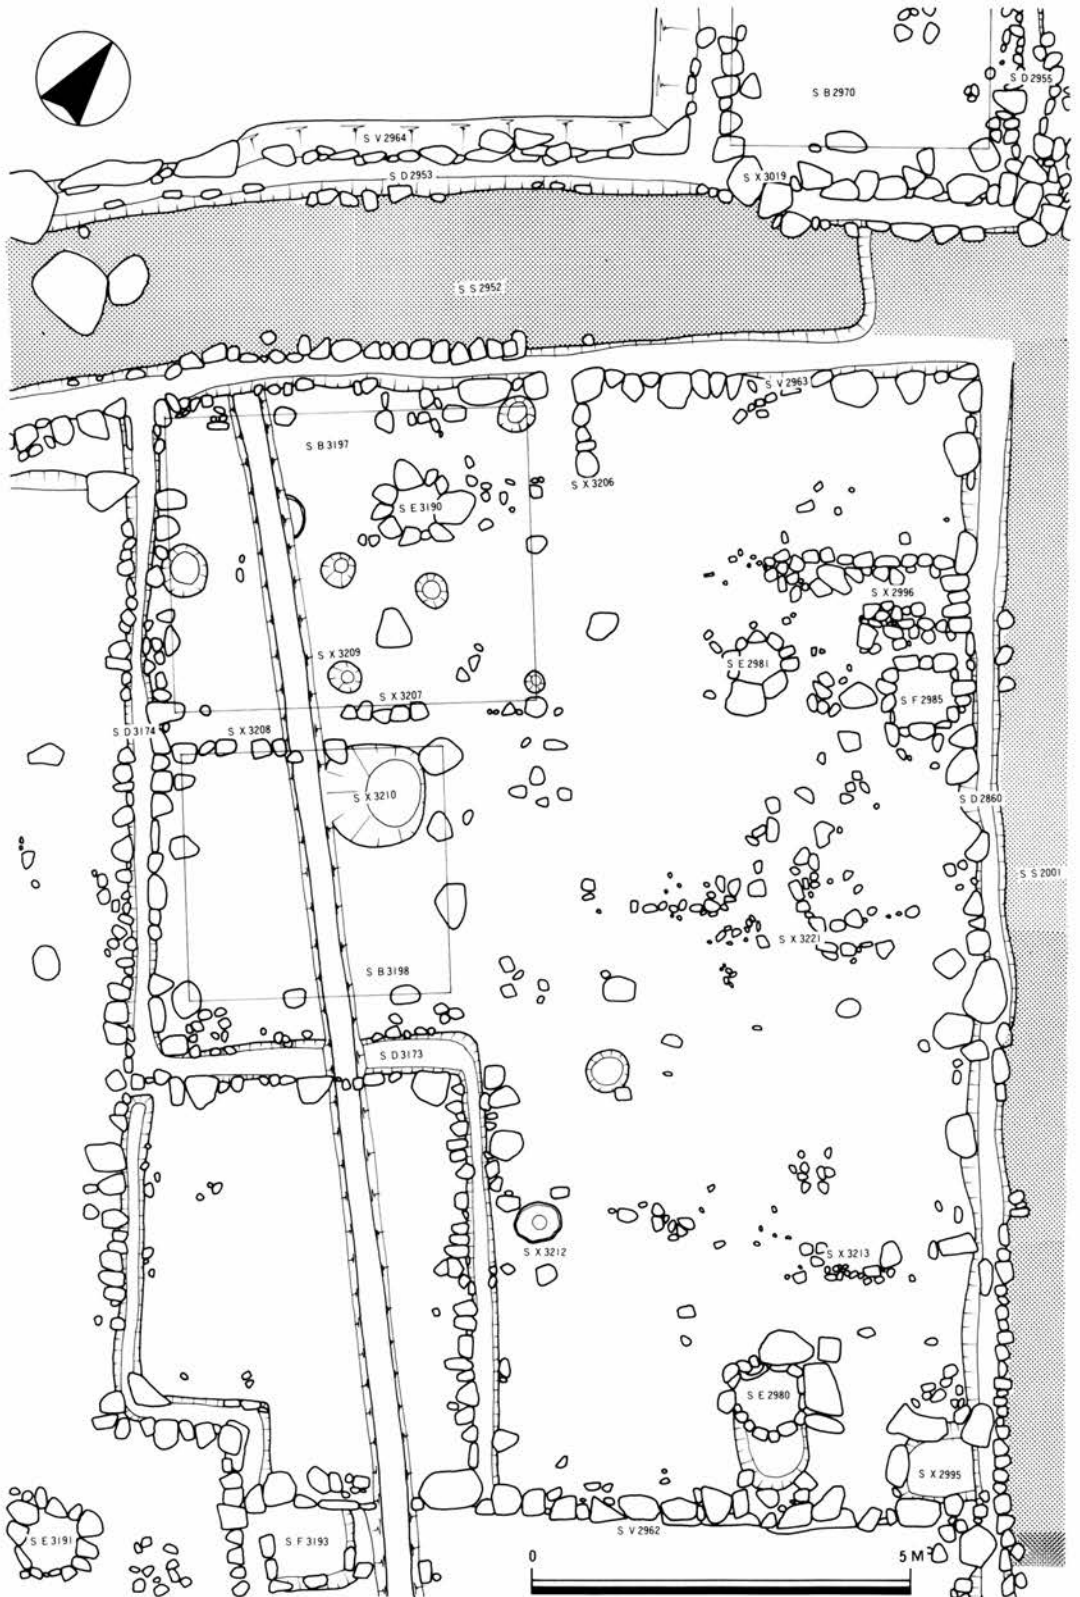 S D 2955
S B 2970
S V 2964
S D 2953
S X 3019
S S 2952
S V 2963
S B 3197
S X 3206
S E 3190
S X 2996
S X 3209
S E 2981
S X 3207
S F 2985
S D 3174
S X 3208
S X 3210
S D 2860
S S 2001
S X 3221
S B 3198
S D 3173
S X 3212
S X 3213
S E 2980
S X 2995
S V 2962
S E 3191
S F 3193
0
5 M